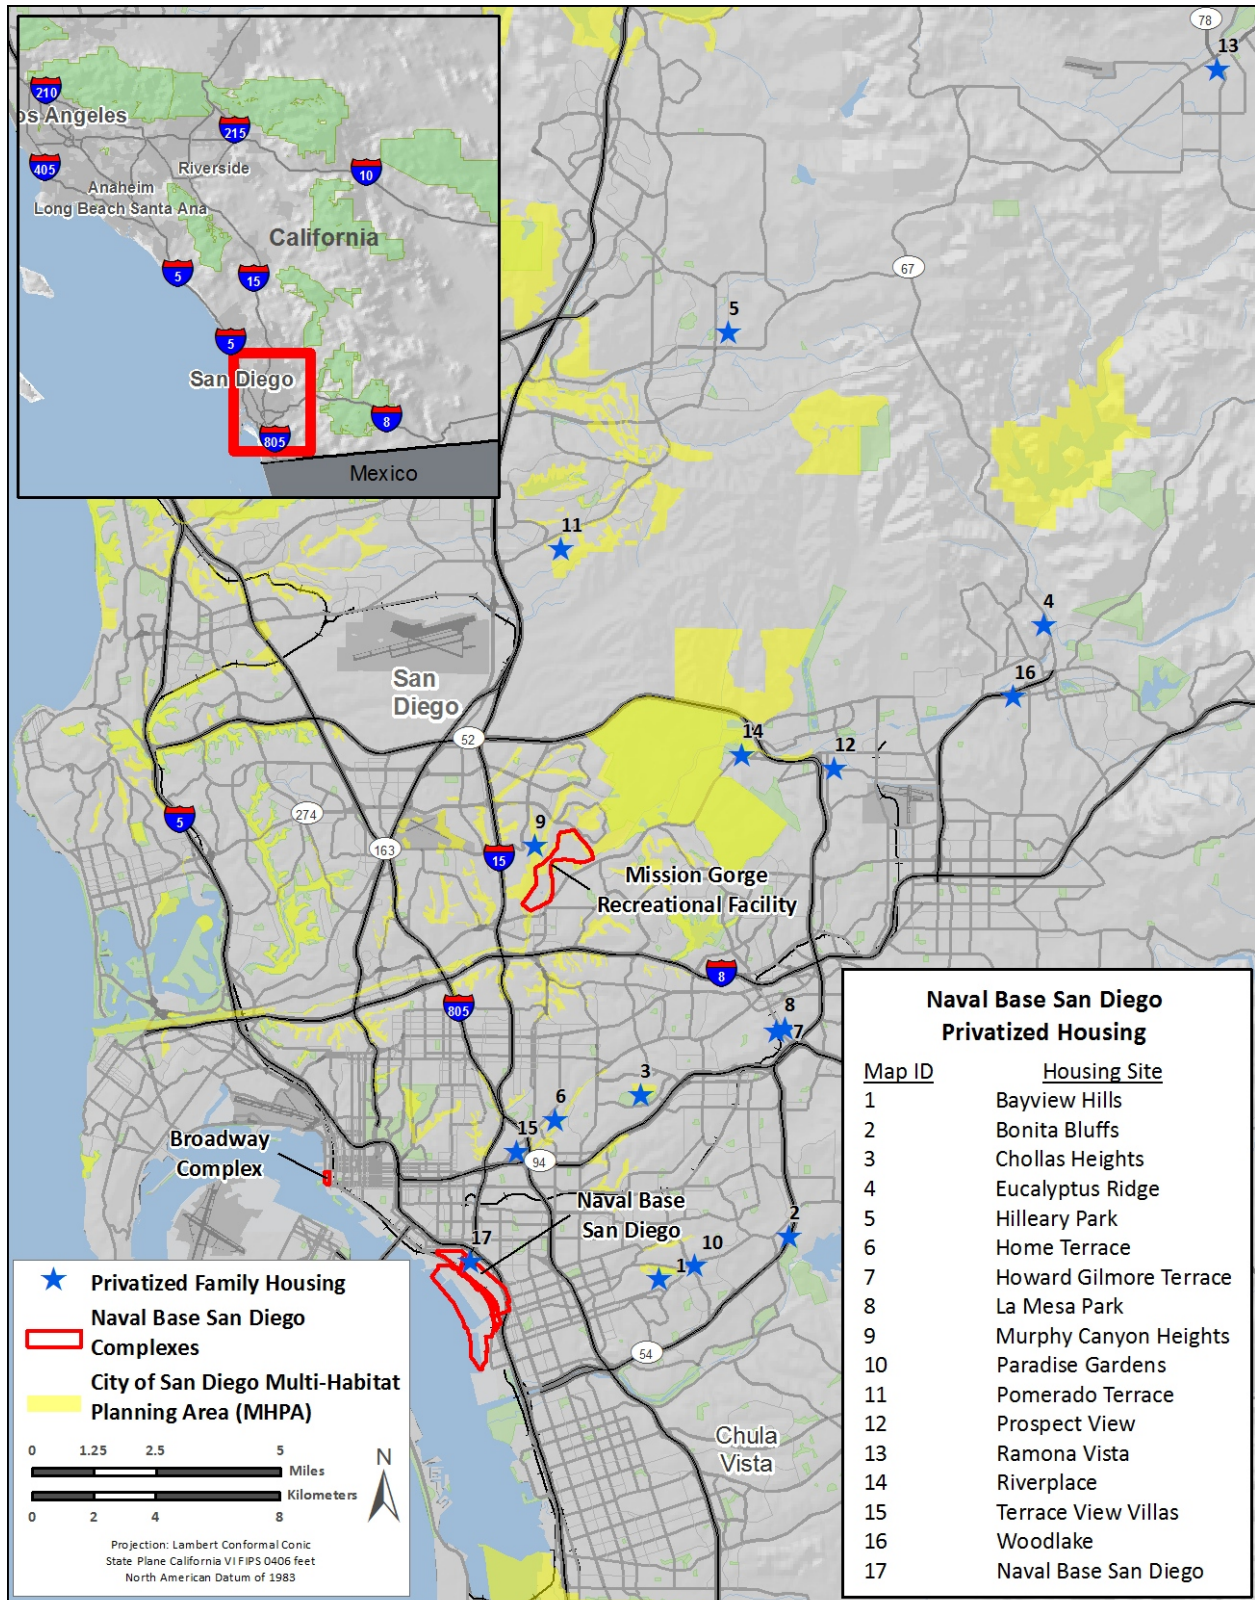 210
os Angeles
215
405
Riverside
10
Anaheim
Long Beach Santa Ana
California
5
15
5
San Diego
8
805
Mexico
78
13
67
5
11
4
San
Diego
16
52
14
12
274
5
163
9
15
Mission Gorge
Recreational Facility
8
805
8
7
3
6
15
94
Broadway
Complex
Naval Base
San Diego
2
17
10
1
54
Chula
Vista
Privatized Family Housing
Naval Base San Diego
Complexes
City of San Diego Multi-Habitat
Planning Area (MHPA)
0 1.25 2.5 5
Miles
Kilometers
0 2 4 8
N
Projection: Lambert Conformal Conic
State Plane California VI FIPS 0406 feet
North American Datum of 1983
Naval Base San Diego
Privatized Housing
Map ID Housing Site
1 Bayview Hills
2 Bonita Bluffs
3 Chollas Heights
4 Eucalyptus Ridge
5 Hilleary Park
6 Home Terrace
7 Howard Gilmore Terrace
8 La Mesa Park
9 Murphy Canyon Heights
10 Paradise Gardens
11 Pomerado Terrace
12 Prospect View
13 Ramona Vista
14 Riverplace
15 Terrace View Villas
16 Woodlake
17 Naval Base San Diego